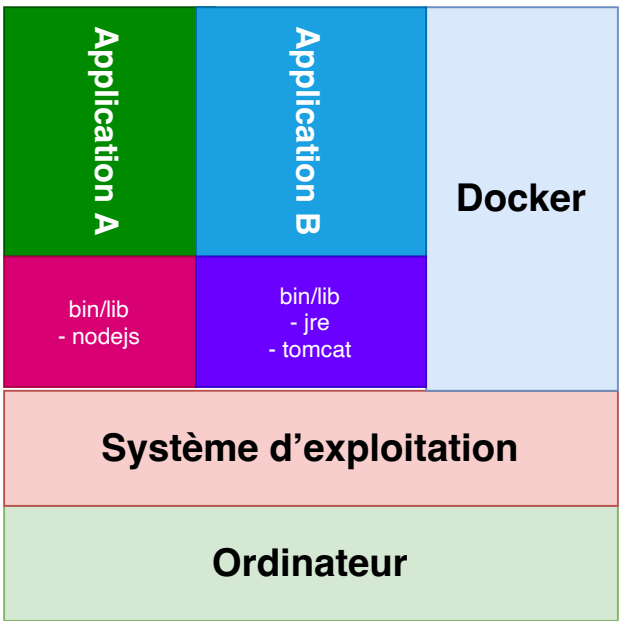 Application A
Application B
Docker
bin/lib
- nodejs
bin/lib
- jre
- tomcat
Système d’exploitation
Ordinateur